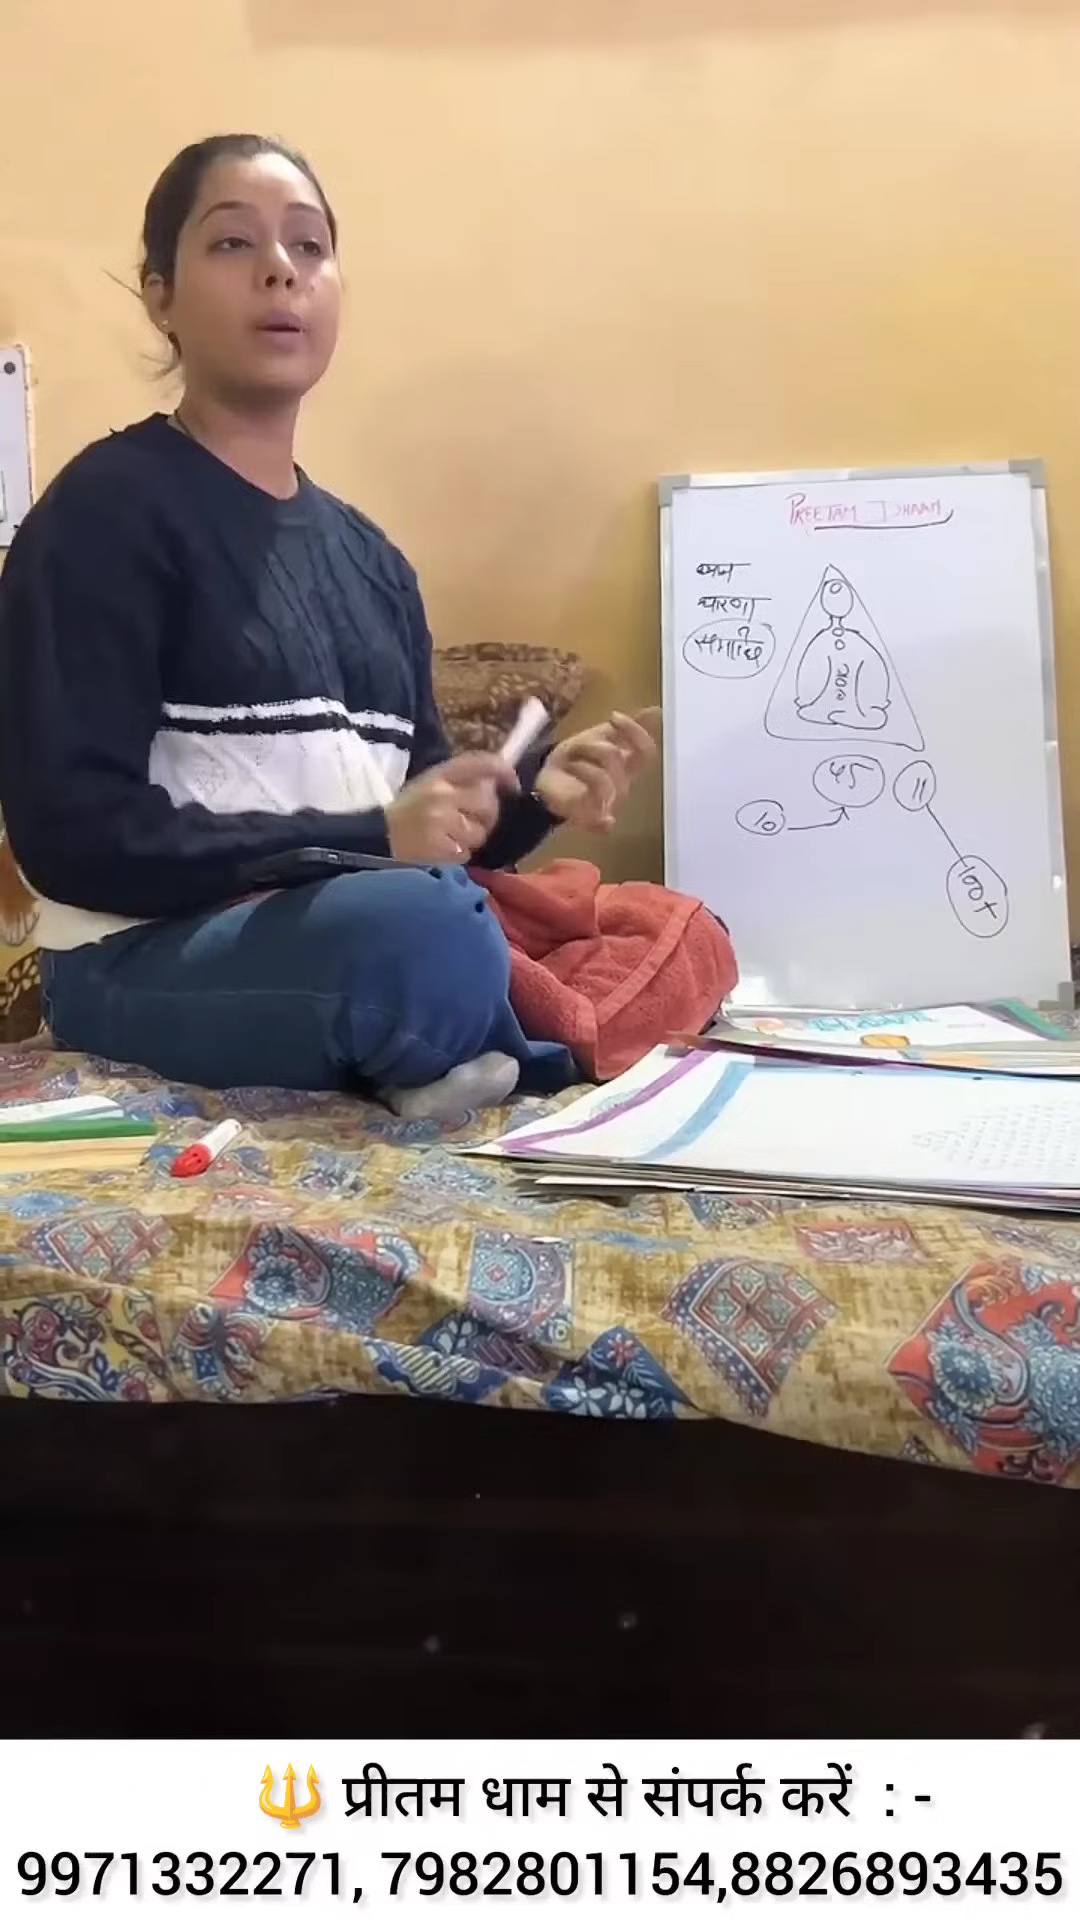 PREETAM DHAAM
ध्यान
धारणा
समाधि
45
11
10
100+
🔱 प्रीतम धाम से संपर्क करें : -
9971332271, 7982801154,8826893435